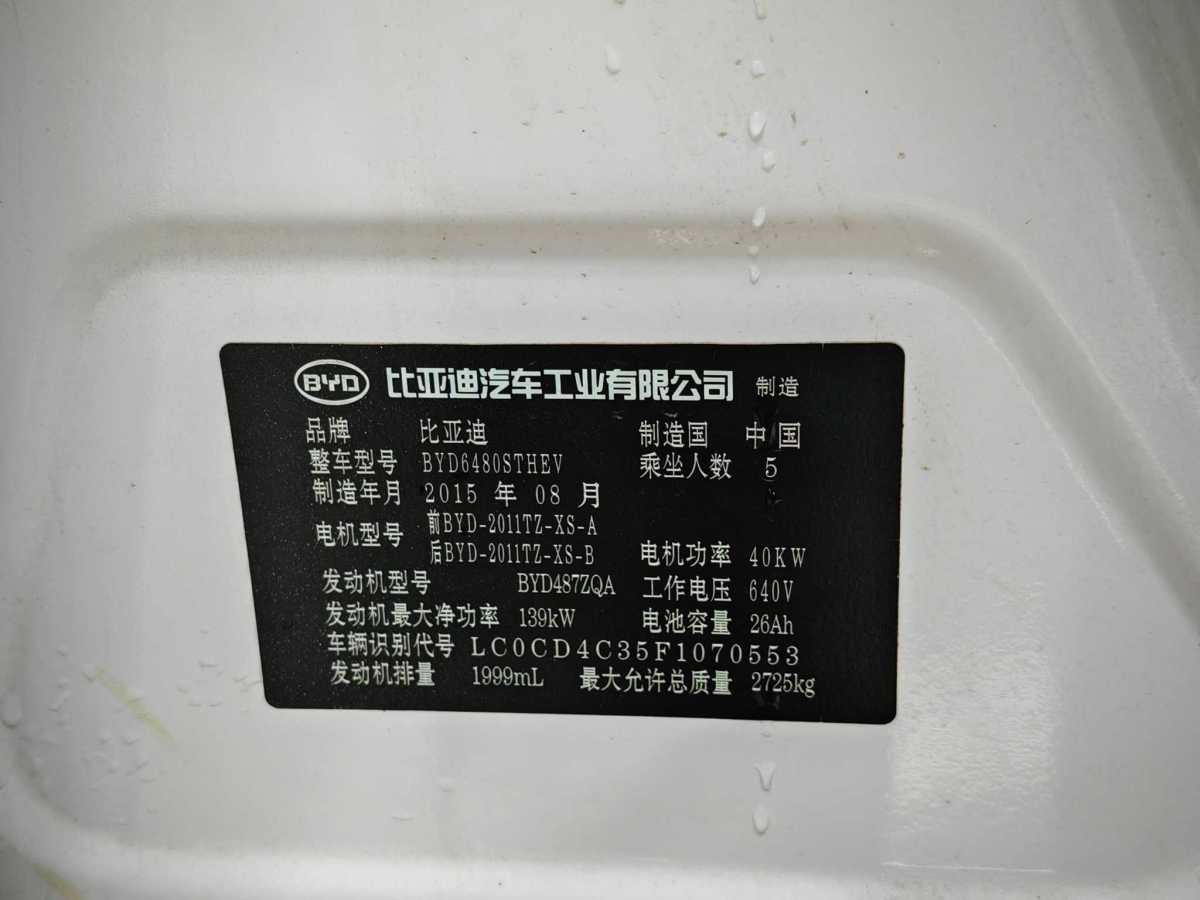 BYD 比亚迪汽车工业有限公司 制造
品牌 比亚迪 制造国 中国
整车型号 BYD6480STHEV 乘坐人数 5
制造年月 2015 年 08 月
电机型号 前BYD-2011TZ-XS-A
后BYD-2011TZ-XS-B 电机功率 40KW
发动机型号 BYD487ZQA 工作电压 640V
发动机最大净功率 139kW 电池容量 26Ah
车辆识别代号 LC0CD4C35F1070553
发动机排量 1999mL 最大允许总质量 2725kg